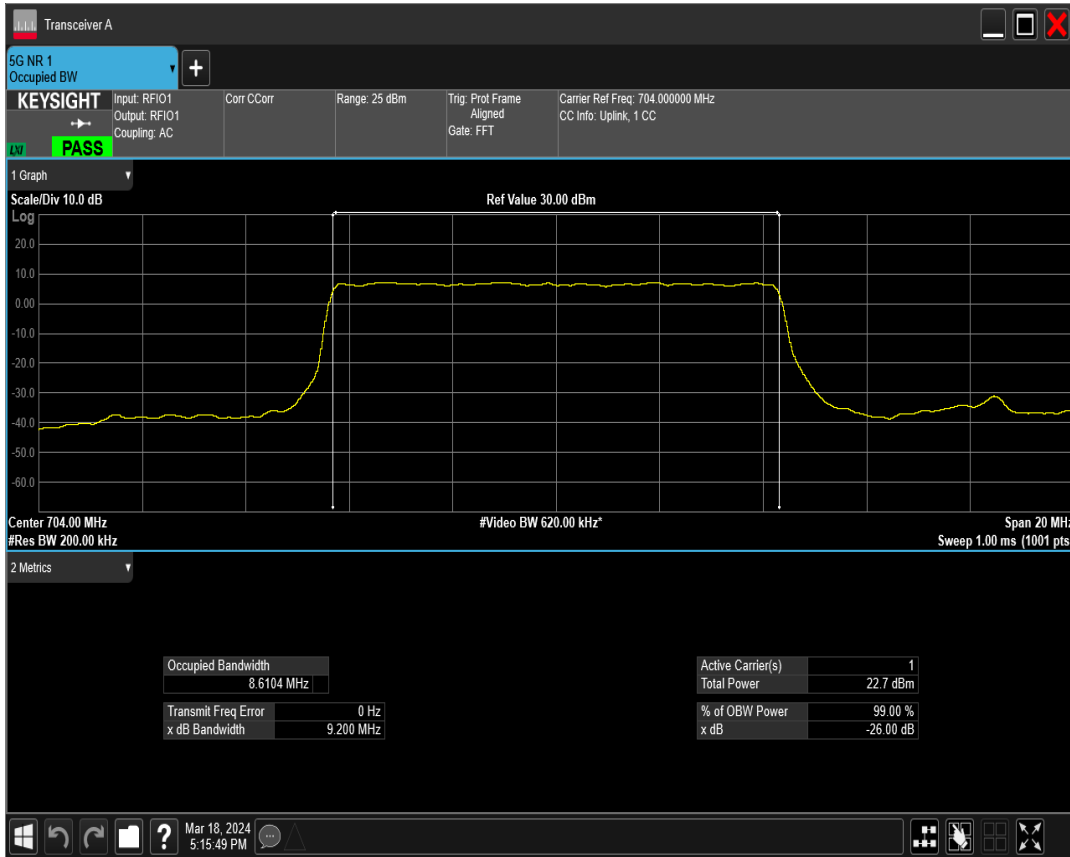 Transceiver A
5G NR 1
Occupied BW
KEYSIGHT
LXI
PASS
Input: RFIO1
Output: RFIO1
Coupling: AC
Corr CCorr
Range: 25 dBm
Trig: Prot Frame
Aligned
Gate: FFT
Carrier Ref Freq: 704.000000 MHz
CC Info: Uplink, 1 CC
1 Graph
Scale/Div 10.0 dB
Ref Value 30.00 dBm
Log
20.0
10.0
0.00
-10.0
-20.0
-30.0
-40.0
-50.0
-60.0
Center 704.00 MHz
#Video BW 620.00 kHz*
Span 20 MHz
#Res BW 200.00 kHz
Sweep 1.00 ms (1001 pts
2 Metrics
Occupied Bandwidth
8.6104 MHz
Transmit Freq Error 0 Hz
x dB Bandwidth 9.200 MHz
Active Carrier(s) 1
Total Power 22.7 dBm
% of OBW Power 99.00 %
x dB -26.00 dB
?
Mar 18, 2024
5:15:49 PM